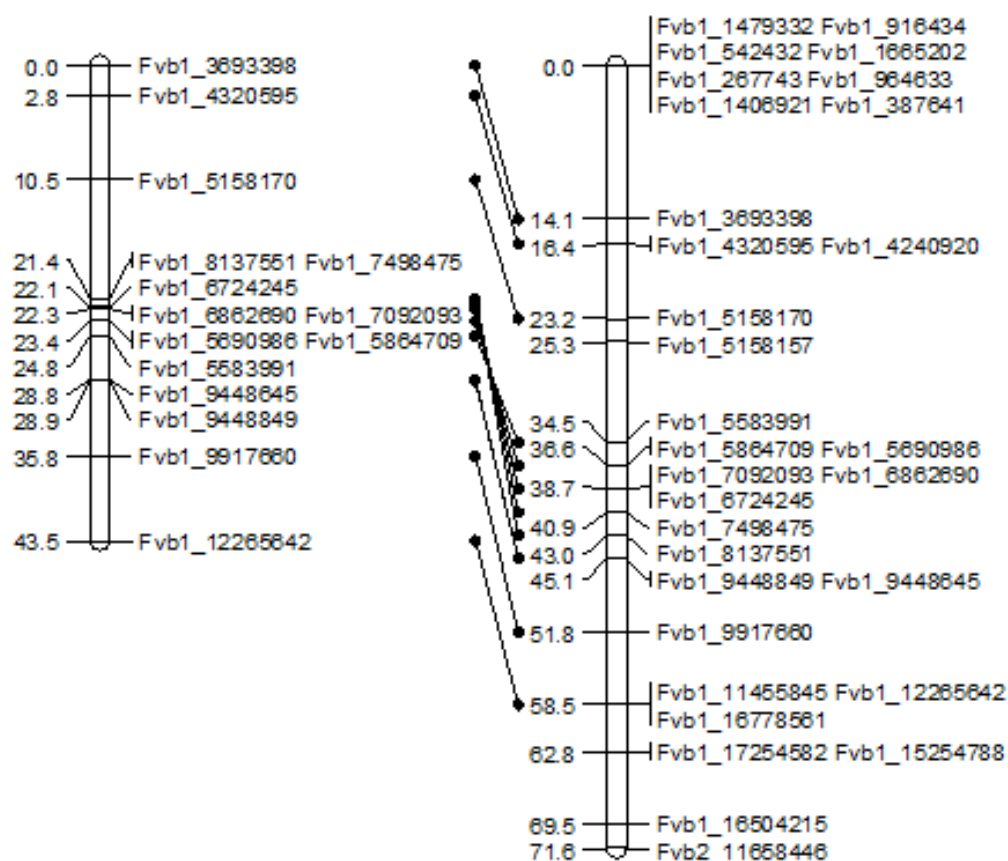 0.0 Fvb1_3693398
2.8 Fvb1_4320595
10.5 Fvb1_5158170
21.4 Fvb1_8137551 Fvb1_7498475
22.1 Fvb1_6724245
22.3 Fvb1_6862690 Fvb1_7092093
23.4 Fvb1_5690986 Fvb1_5864709
24.8 Fvb1_5583991
28.8 Fvb1_9448645
28.9 Fvb1_9448849
35.8 Fvb1_9917660
43.5 Fvb1_12265642
Fvb1_1479332 Fvb1_916434
Fvb1_542432 Fvb1_1665202
0.0
Fvb1_267743 Fvb1_964633
Fvb1_1406921 Fvb1_387641
14.1 Fvb1_3693398
16.4 Fvb1_4320595 Fvb1_4240920
23.2 Fvb1_5158170
25.3 Fvb1_5158157
34.5 Fvb1_5583991
36.6 Fvb1_5864709 Fvb1_5690986
38.7 Fvb1_7092093 Fvb1_6862690
Fvb1_6724245
40.9 Fvb1_7498475
43.0 Fvb1_8137551
45.1 Fvb1_9448849 Fvb1_9448645
51.8 Fvb1_9917660
58.5 Fvb1_11455845 Fvb1_12265642
Fvb1_16778561
62.8 Fvb1_17254582 Fvb1_15254788
69.5 Fvb1_16504215
71.6 Fvb2_11658446